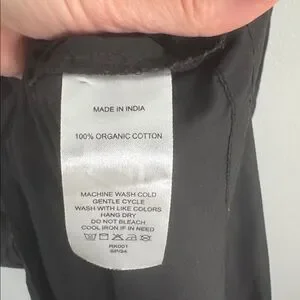 MADE IN INDIA
100% ORGANIC COTTON
MACHINE WASH COLD
GENTLE CYCLE
WASH WITH LIKE COLORS
HANG DRY
DO NOT BLEACH
COOL IRON IF IN NEED
RK001